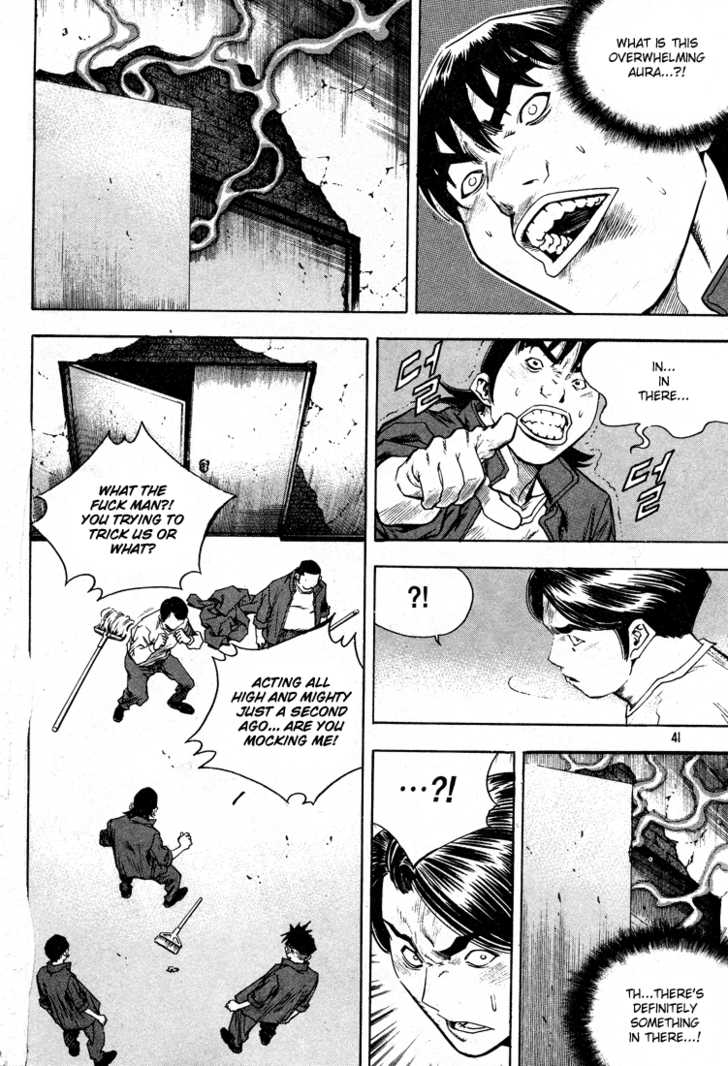 WHAT IS THIS
OVERWHELMING
AURA...?!
WHAT THE
FUCK MAN?!
YOU TRYING TO
TRICK US OR
WHAT?
ACTING ALL
HIGH AND MIGHTY
JUST A SECOND
AGO... ARE YOU
MOCKING ME!
덜
IN...
IN
THERE...
덜
?!
41
...?!
TH...THERE'S
DEFINITELY
SOMETHING
IN THERE...!